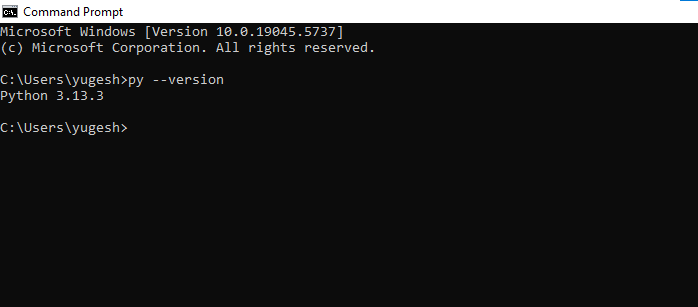 Command Prompt
Microsoft Windows [Version 10.0.19045.5737]
(c) Microsoft Corporation. All rights reserved.
C:\Users\yugesh>py --version
Python 3.13.3
C:\Users\yugesh>